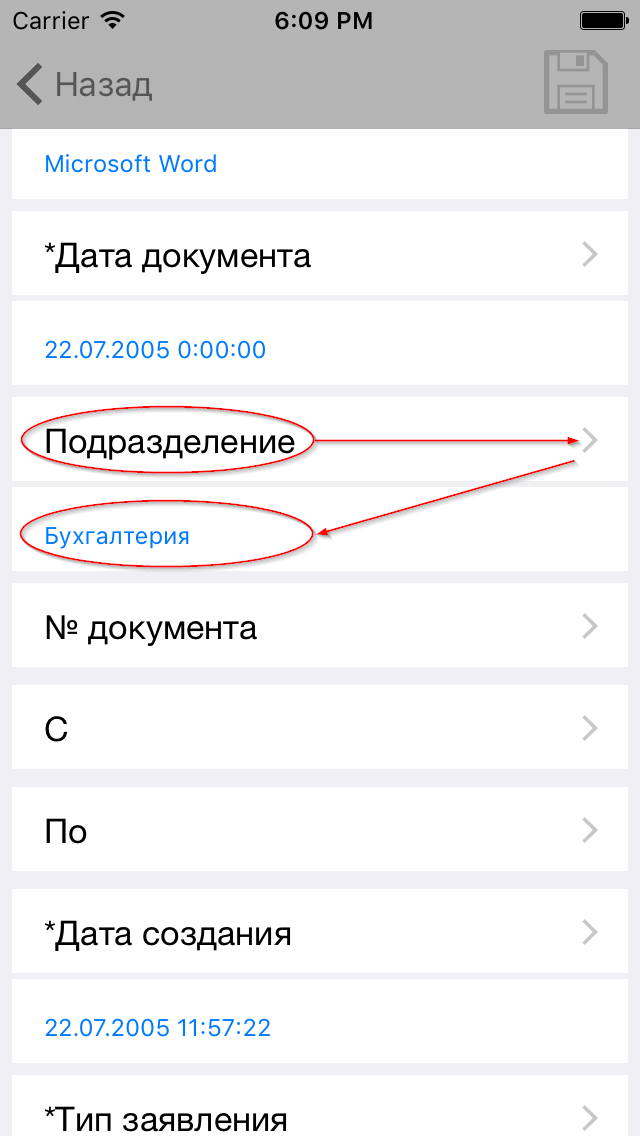 Carrier 6:09 PM
Назад
Microsoft Word
*Дата документа
22.07.2005 0:00:00
Подразделение
Бухгалтерия
№ документа
С
По
*Дата создания
22.07.2005 11:57:22
*Тип заявления